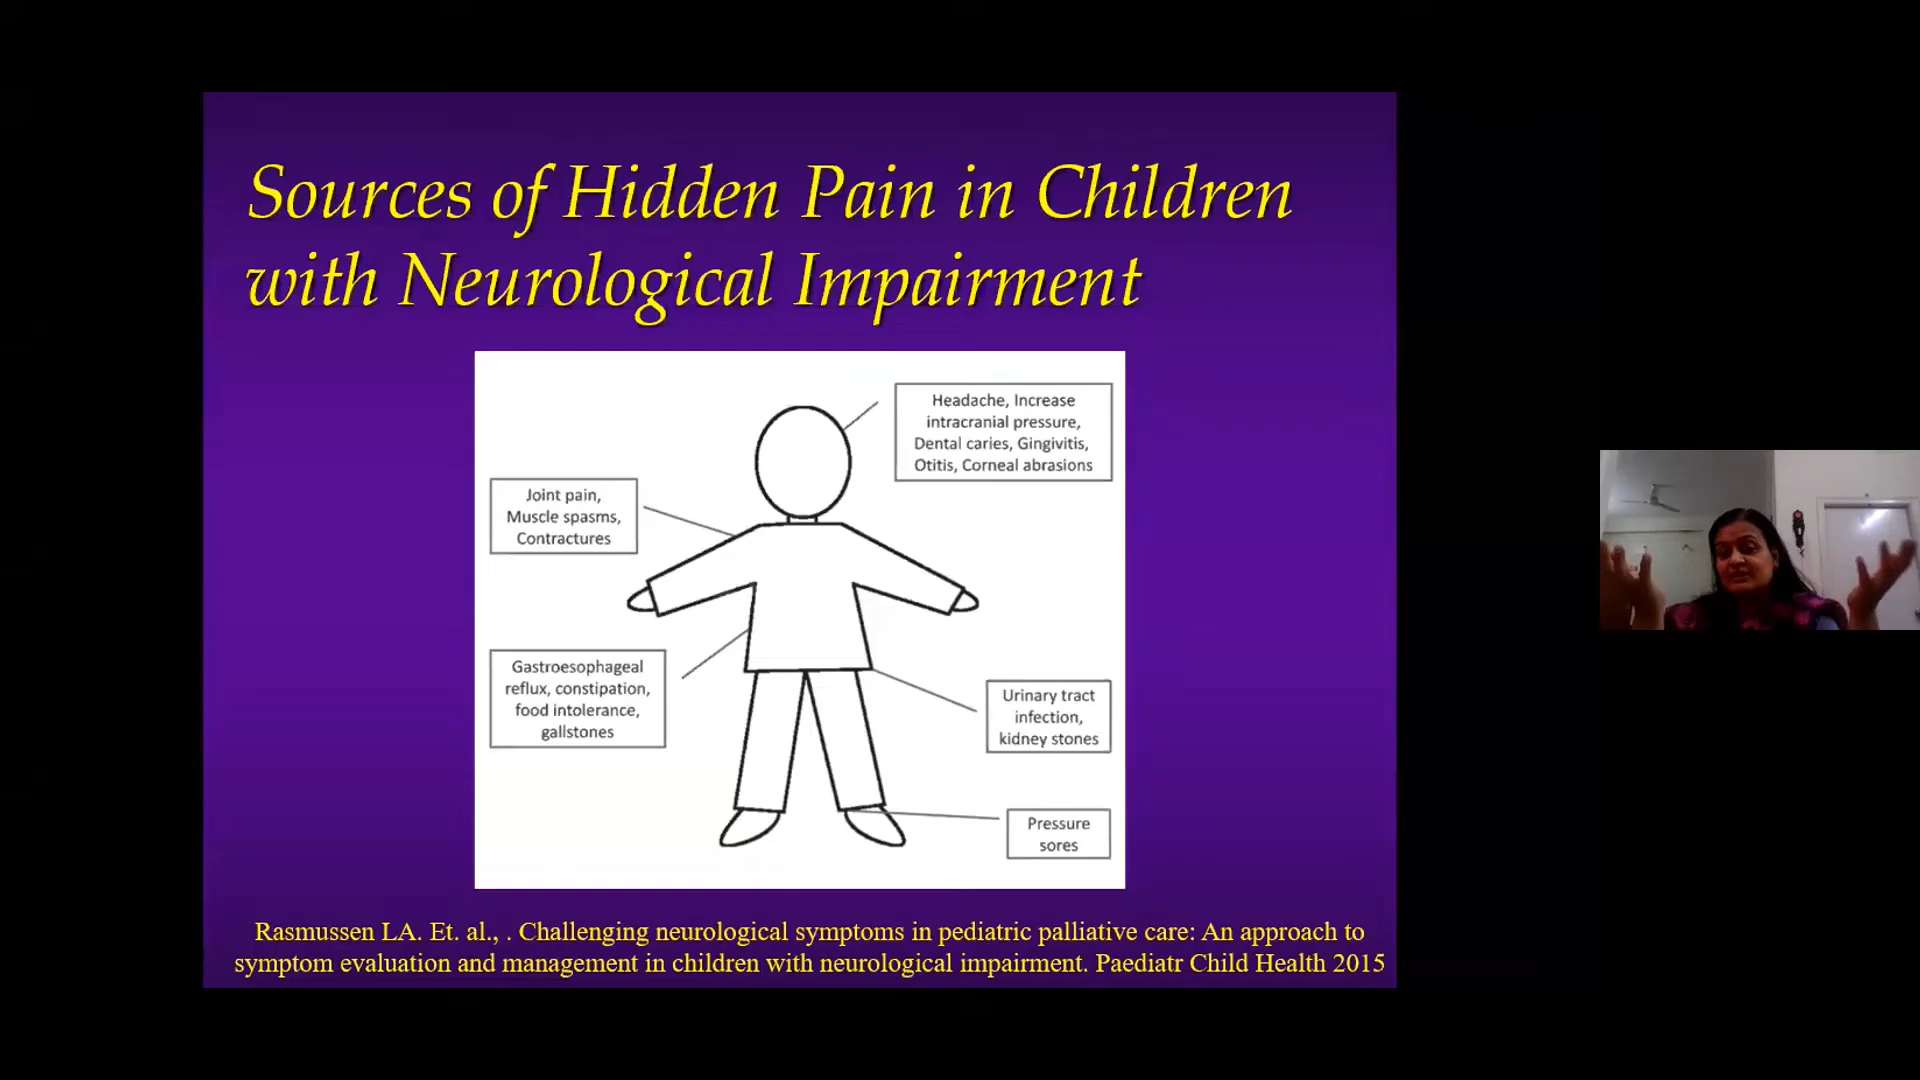 Sources of Hidden Pain in Children
with Neurological Impairment
Headache, Increase
intracranial pressure,
Dental caries, Gingivitis,
Otitis, Corneal abrasions
Joint pain,
Muscle spasms,
Contractures
Gastroesophageal
reflux, constipation,
food intolerance,
gallstones
Urinary tract
infection,
kidney stones
Pressure
sores
Rasmussen LA. Et. al., . Challenging neurological symptoms in pediatric palliative care: An approach to
symptom evaluation and management in children with neurological impairment. Paediatr Child Health 2015